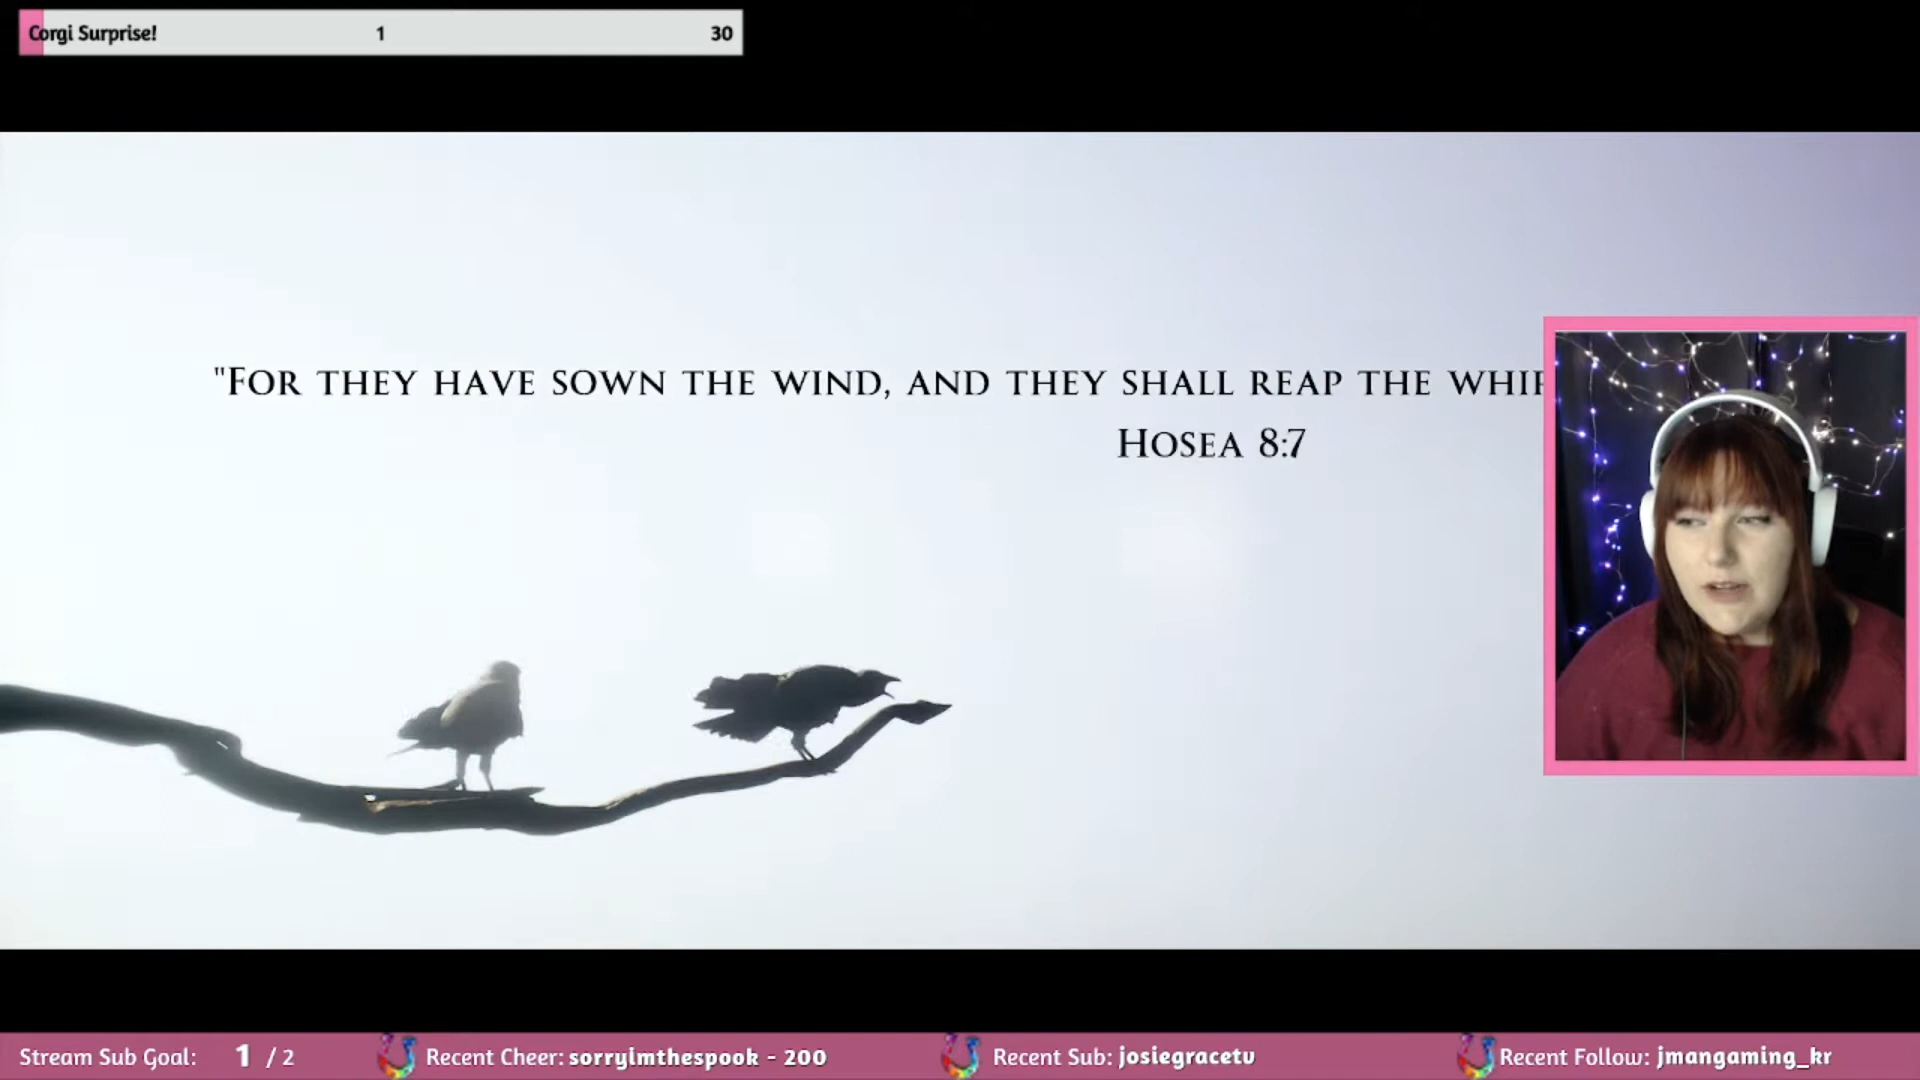 Corgi Surprise! 1 30
"For they have sown the wind, and they shall reap the
Hosea 8:7
Stream Sub Goal: 1 / 2 Recent Cheer: sorryimthespook - 200 Recent Sub: josiegracetv Recent Follow: jmangaming_kr